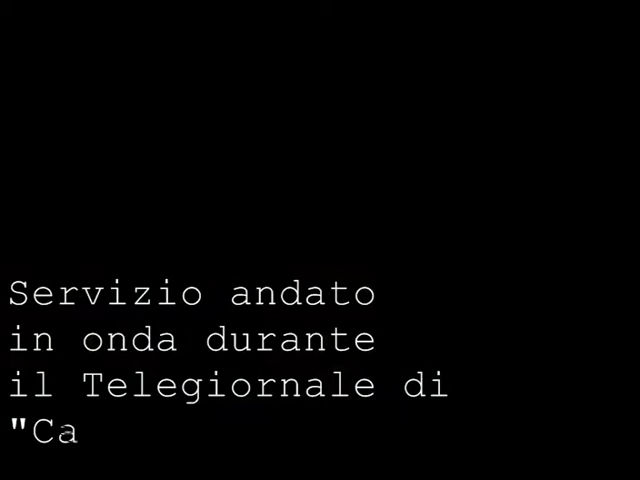 Servizio andato
in onda durante
il Telegiornale di
"Ca